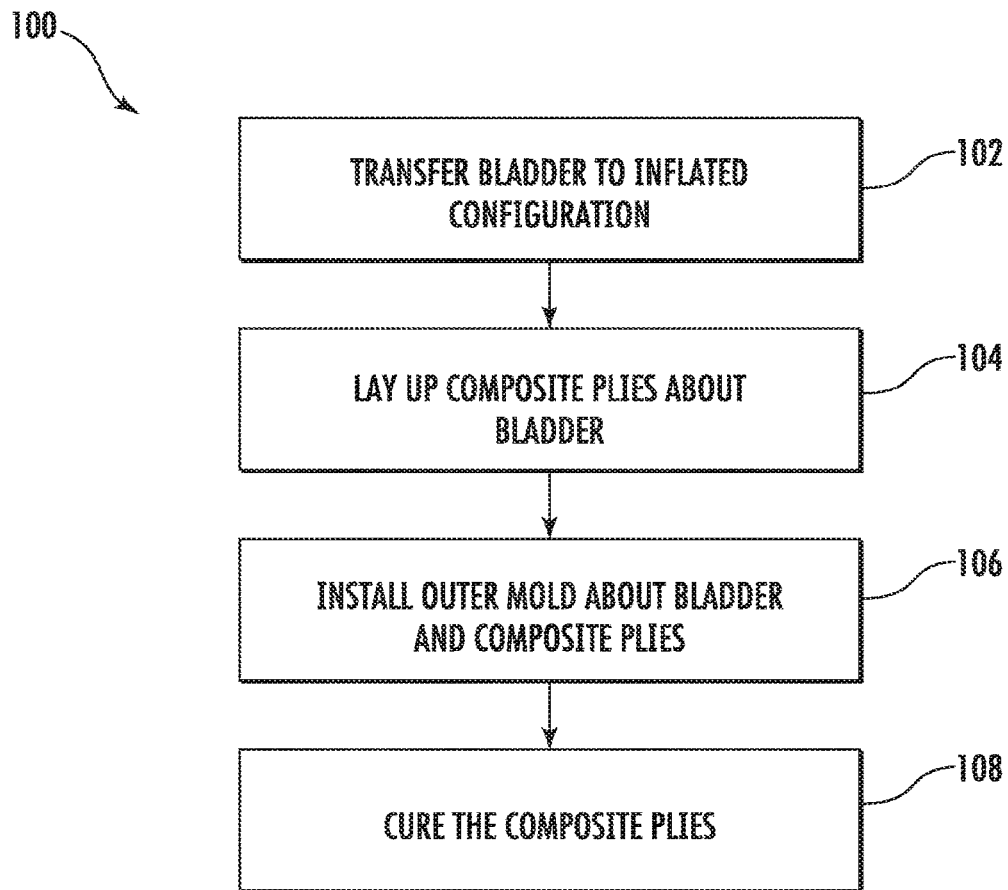 100
TRANSFER BLADDER TO INFLATED
CONFIGURATION
102
LAY UP COMPOSITE PLIES ABOUT
BLADDER
104
INSTALL OUTER MOLD ABOUT BLADDER
AND COMPOSITE PLIES
106
CURE THE COMPOSITE PLIES
108